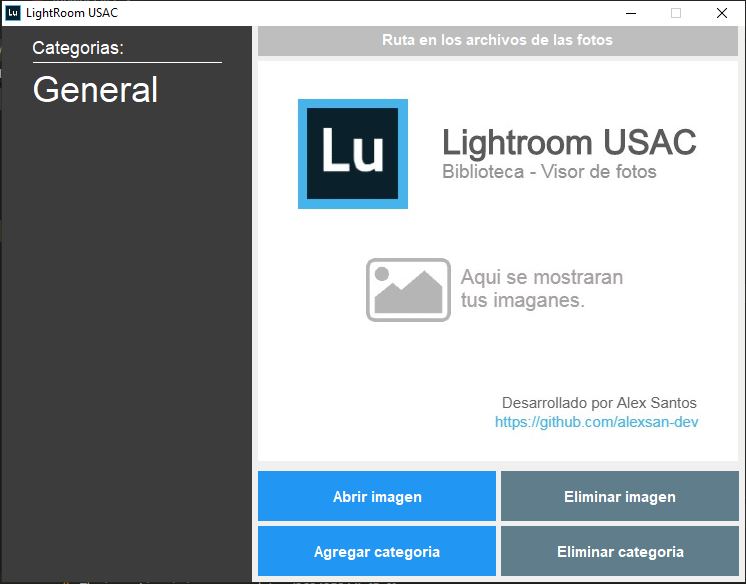 Lu LightRoom USAC
Categorias:
General
Ruta en los archivos de las fotos
Lu
Lightroom USAC
Biblioteca - Visor de fotos
Aqui se mostraran
tus imaganes.
Desarrollado por Alex Santos
https://github.com/alexsan-dev
Abrir imagen
Eliminar imagen
Agregar categoria
Eliminar categoria